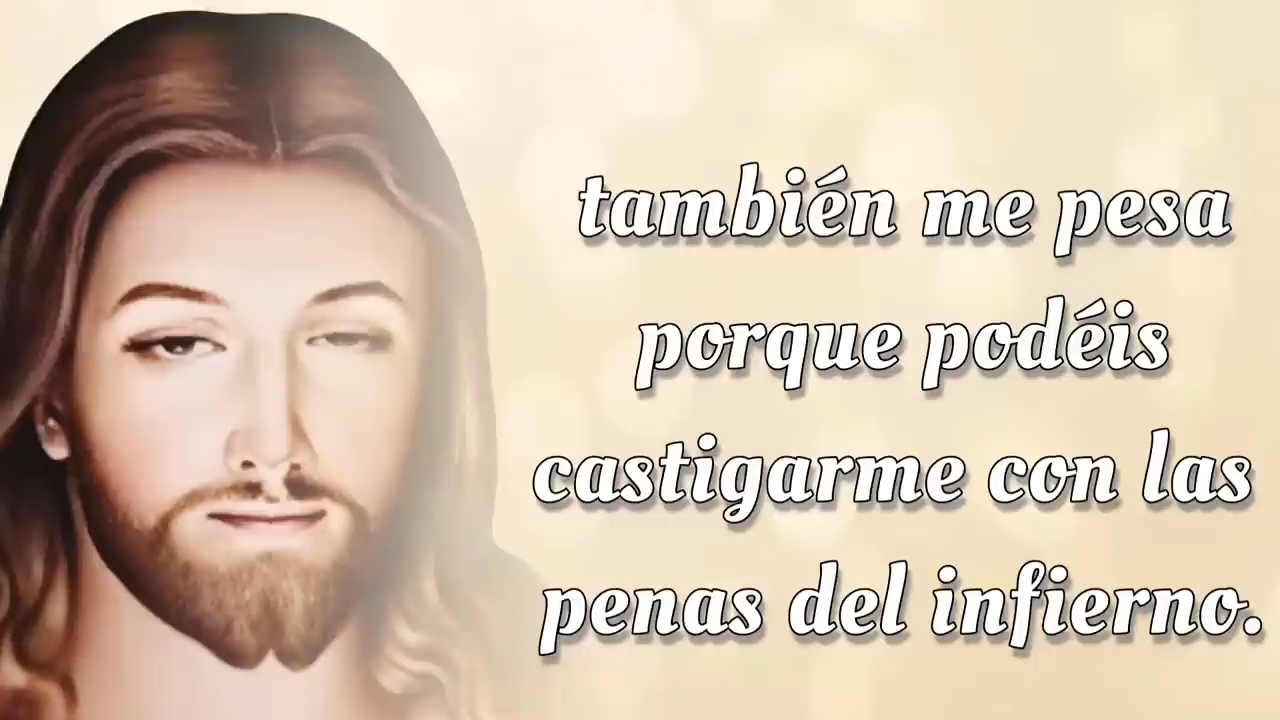 también me pesa
porque podéis
castigarme con las
penas del infierno.